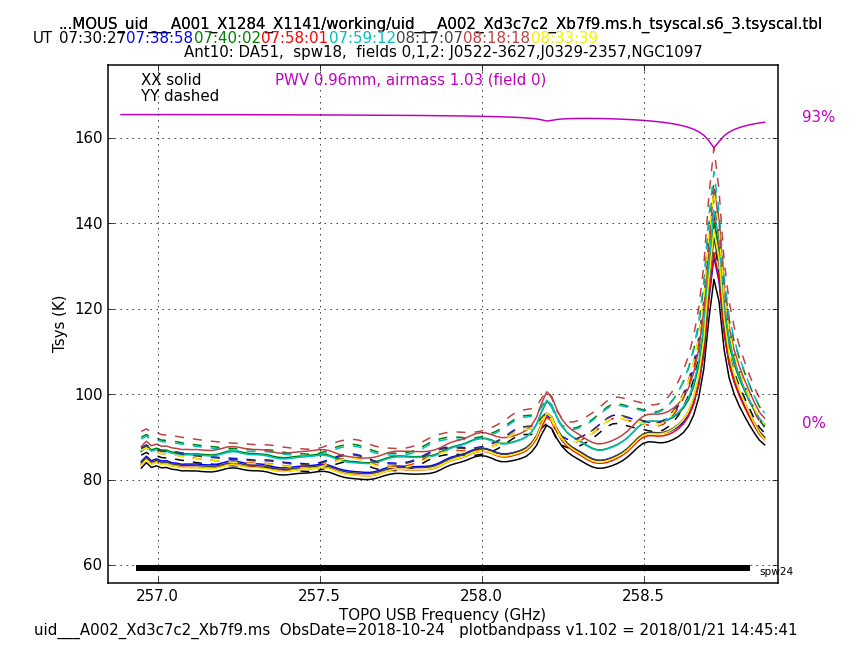 ...MOUS_uid___A001_X1284_X1141/working/uid___A002_Xd3c7c2_Xb7f9.ms.h_tsyscal.s6_3.tsyscal.tbl
UT 07:30:27 07:38:58 07:40:02 07:58:01 07:59:12 08:17:07 08:18:18 08:33:39
Ant10: DA51, spw18, fields 0,1,2: J0522-3627,J0329-2357,NGC1097
XX solid
PWV 0.96mm, airmass 1.03 (field 0)
YY dashed
93%
160
140
120
100
80
60
Tsys (K)
0%
spw24
257.0 257.5 258.0 258.5
TOPO USB Frequency (GHz)
uid___A002_Xd3c7c2_Xb7f9.ms ObsDate=2018-10-24 plotbandpass v1.102 = 2018/01/21 14:45:41